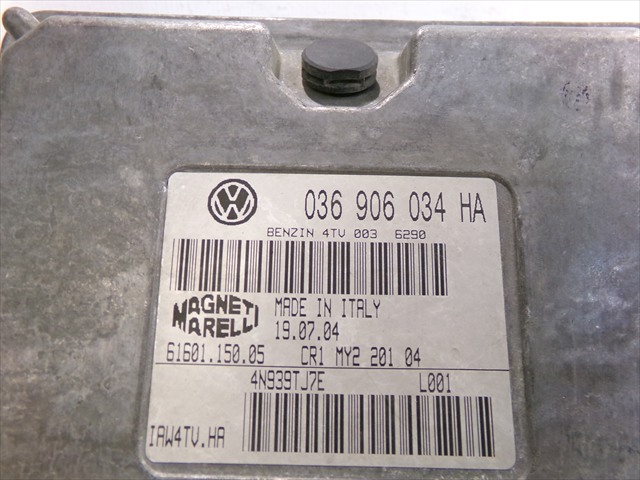 036 906 034 HA
BENZIN 4TV 003 6290
MAGNETI MARELLI
MADE IN ITALY
19.07.04
61601.150.05 CR1 MY2 201 04
4N939TJ7E L001
IAW4TV.HA